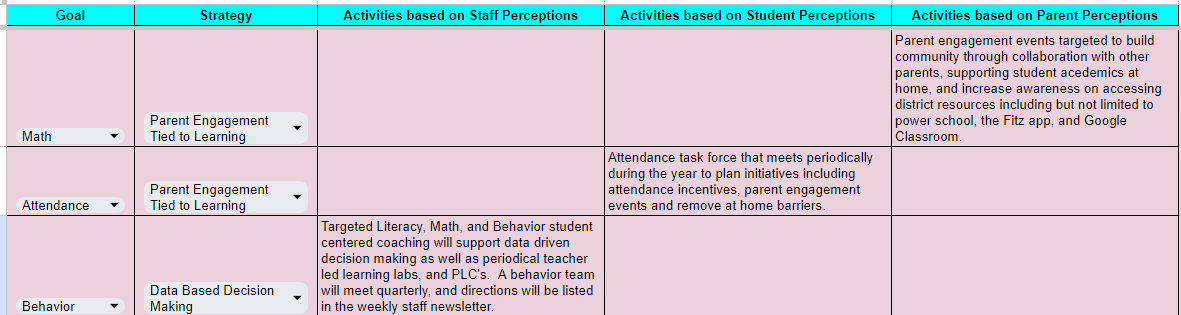 Goal
Strategy
Activities based on Staff Perceptions
Activities based on Student Perceptions
Activities based on Parent Perceptions
Math
Parent Engagement
Tied to Learning
Parent engagement events targeted to build
community through collaboration with other
parents, supporting student acedemics at
home, and increase awareness on accessing
district resources including but not limited to
power school, the Fitz app, and Google
Classroom.
Attendance
Parent Engagement
Tied to Learning
Attendance task force that meets periodically
during the year to plan initiatives including
attendance incentives, parent engagement
events and remove at home barriers.
Behavior
Data Based Decision
Making
Targeted Literacy, Math, and Behavior student
centered coaching will support data driven
decision making as well as periodical teacher
led learning labs, and PLC's.  A behavior team
will meet quarterly, and directions will be listed
in the weekly staff newsletter.